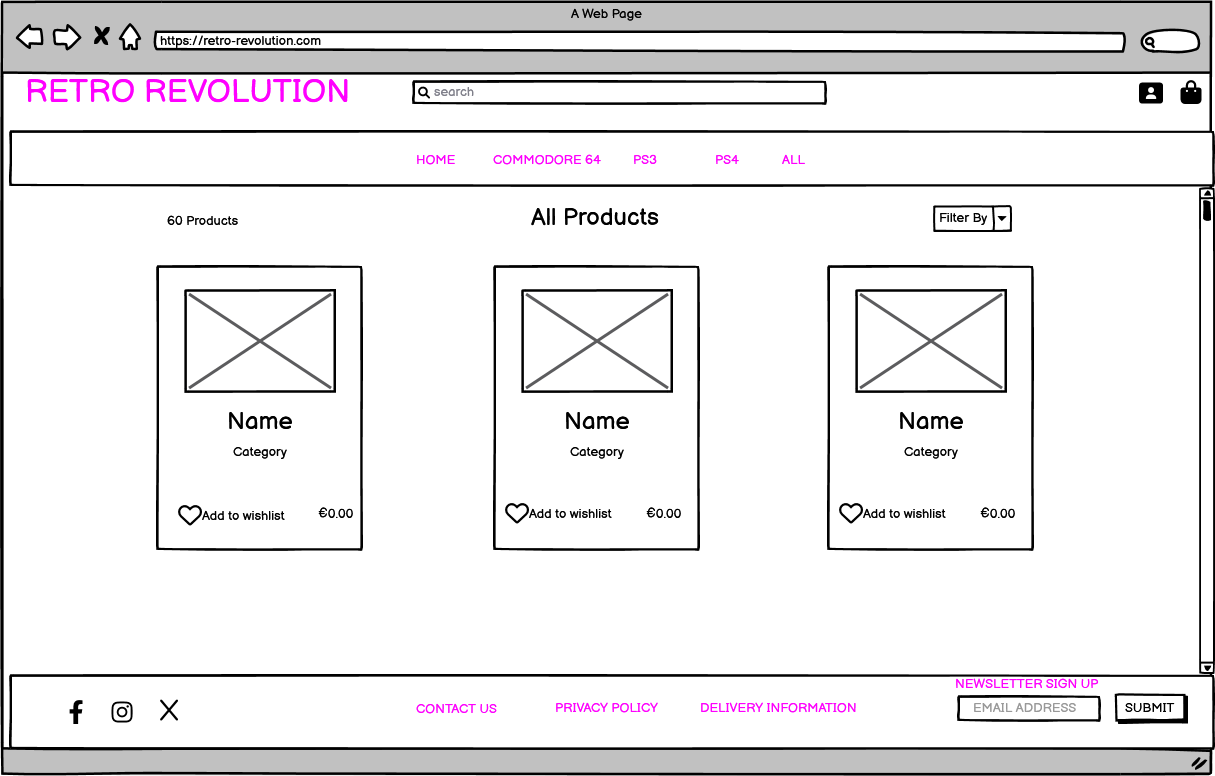 A Web Page
https://retro-revolution.com
RETRO REVOLUTION
search
HOME COMMODORE 64 PS3 PS4 ALL
60 Products
All Products
Filter By
Name
Category
Add to wishlist €0.00
Name
Category
Add to wishlist €0.00
Name
Category
Add to wishlist €0.00
CONTACT US PRIVACY POLICY DELIVERY INFORMATION
NEWSLETTER SIGN UP
EMAIL ADDRESS
SUBMIT